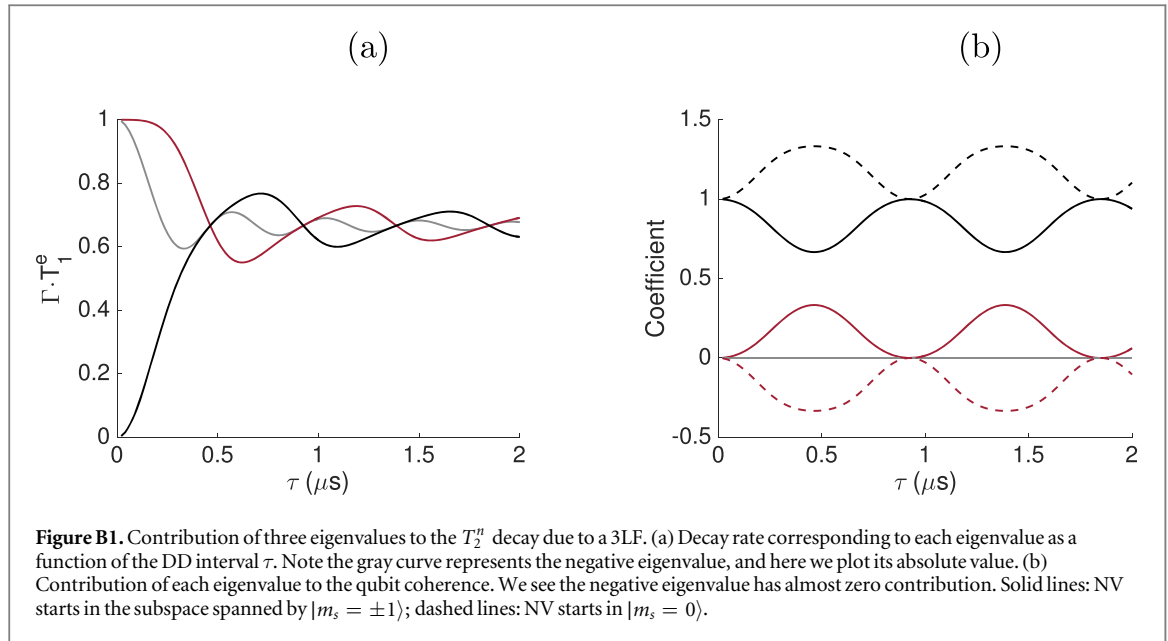 (a)
(b)
1
0.8
0.6
0.4
0.2
0
Γ·T₁ᵉ
0
0.5
1
1.5
2
τ (μs)
1.5
1
0.5
0
-0.5
Coefficient
0
0.5
1
1.5
2
τ (μs)
Figure B1. Contribution of three eigenvalues to the T₂ⁿ decay due to a 3LF. (a) Decay rate corresponding to each eigenvalue as a
function of the DD interval τ. Note the gray curve represents the negative eigenvalue, and here we plot its absolute value. (b)
Contribution of each eigenvalue to the qubit coherence. We see the negative eigenvalue has almost zero contribution. Solid lines: NV
starts in the subspace spanned by |mₛ = ±1⟩; dashed lines: NV starts in |mₛ = 0⟩.